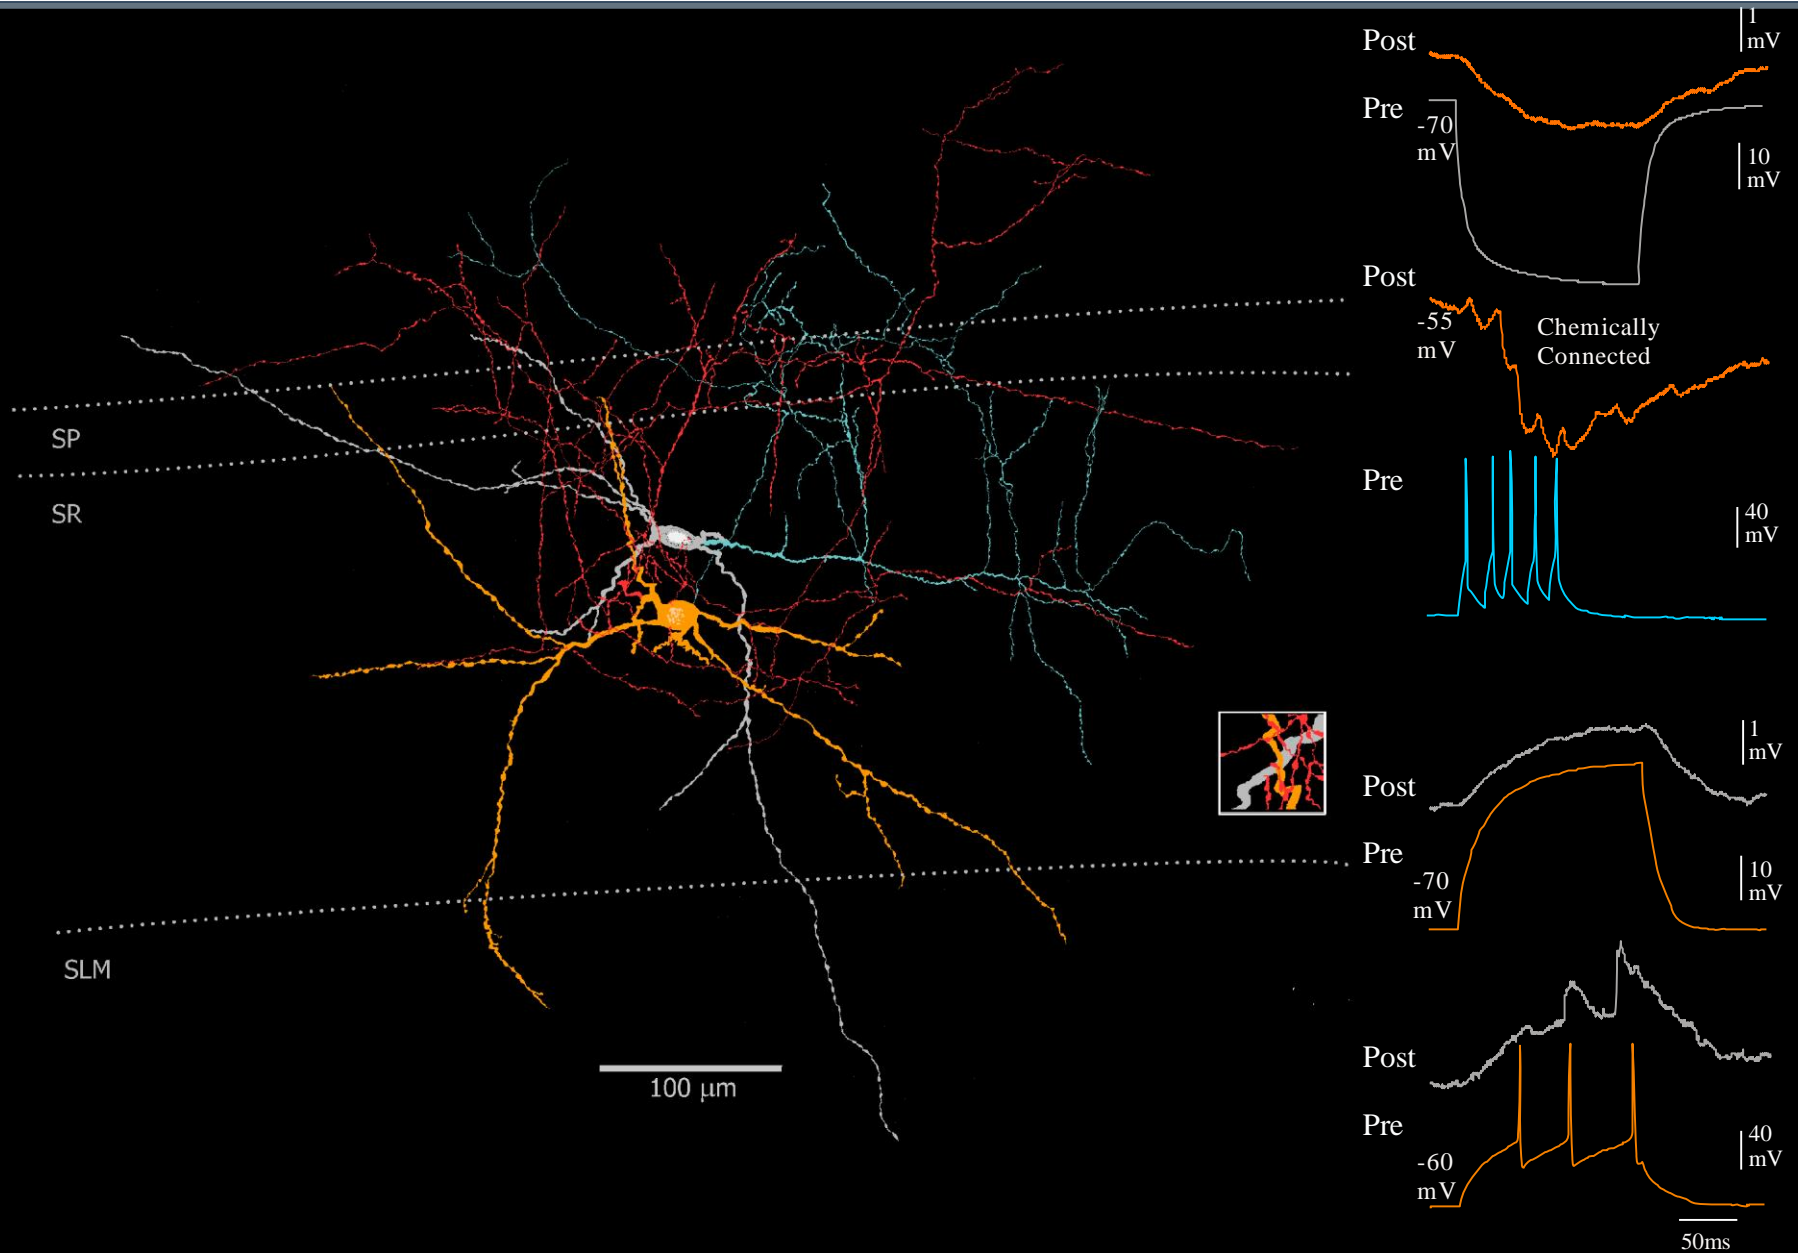 1
mV
Post
Pre
-70
mV
10
mV
Post
-55
mV
Chemically
Connected
SP
Pre
SR
40
mV
1
mV
Post
Pre
-70
mV
10
mV
SLM
Post
100 μm
Pre
40
mV
-60
mV
50ms